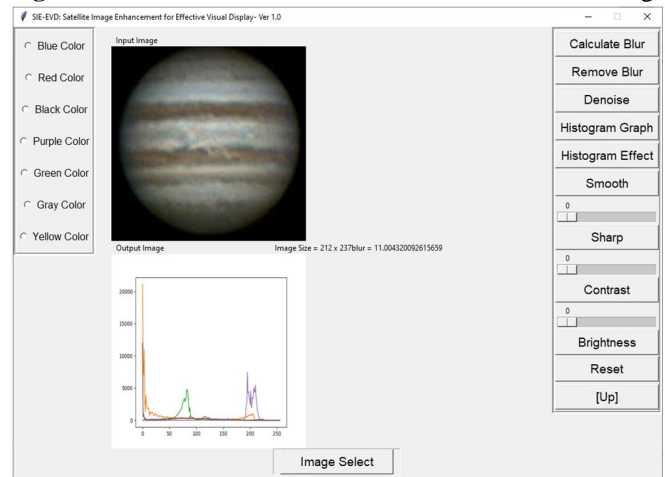 SIE-EVD: Satellite Image Enhancement for Effective Visual Display- Ver 1.0
Blue Color
Red Color
Black Color
Purple Color
Green Color
Gray Color
Yellow Color
Input Image
Output Image
Image Size = 212 x 237blur = 11.004320092615659
20000
15000
10000
5000
0
0 50 100 150 200 250
Calculate Blur
Remove Blur
Denoise
Histogram Graph
Histogram Effect
Smooth
0
Sharp
0
Contrast
0
Brightness
Reset
[Up]
Image Select